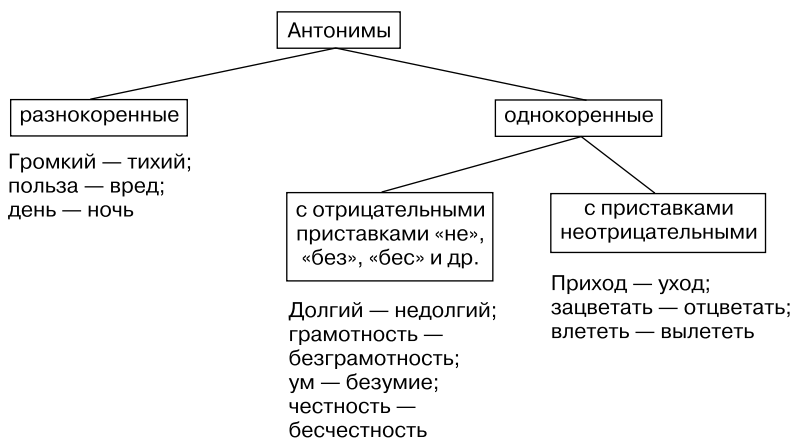 Антонимы
разнокоренные
Громкий — тихий;
польза — вред;
день — ночь
однокоренные
с отрицательными
приставками «не»,
«без», «бес» и др.
Долгий — недолгий;
грамотность —
безграмотность;
ум — безумие;
честность —
бесчестность
с приставками
неотрицательными
Приход — уход;
зацветать — отцветать;
влететь — вылететь